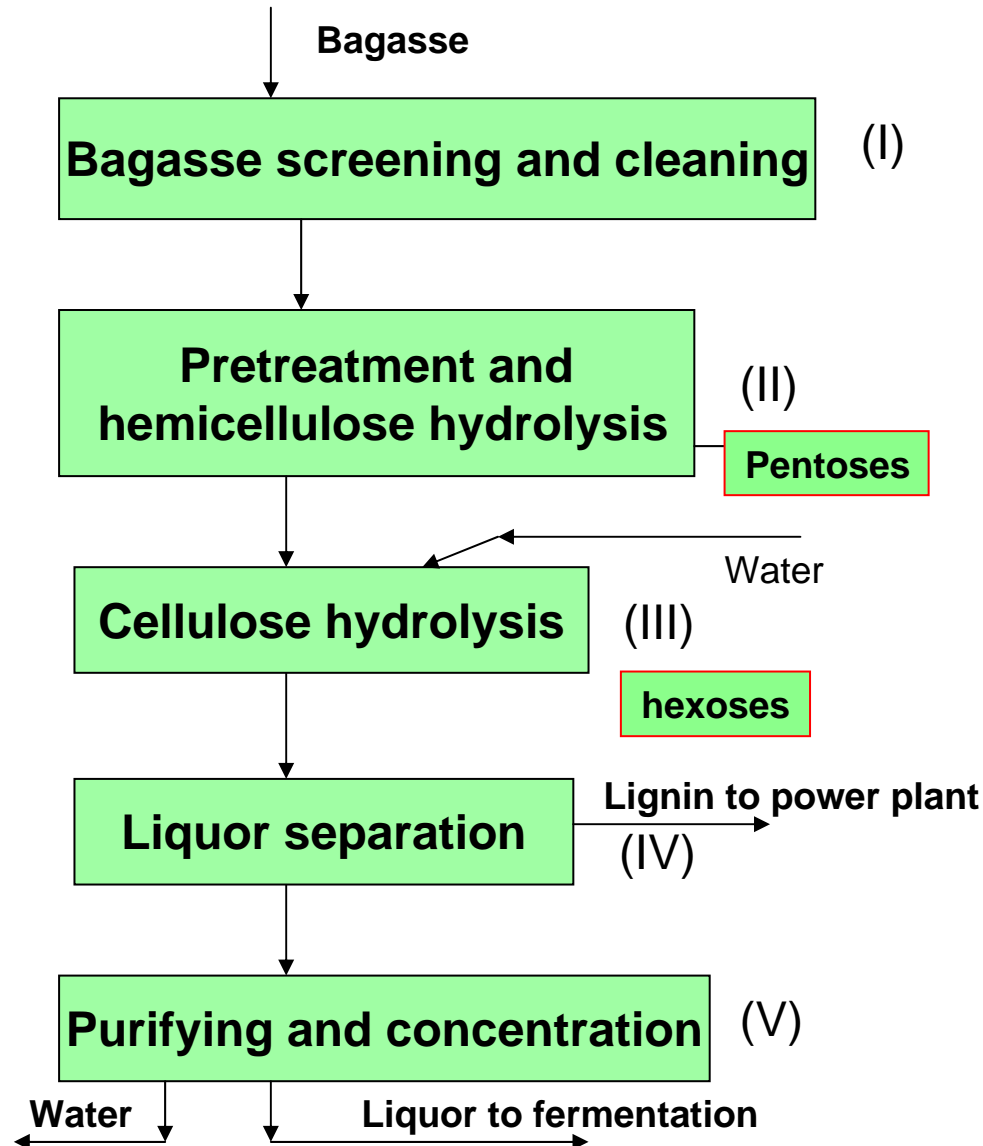 Bagasse
Bagasse screening and cleaning
(I)
Pretreatment and
hemicellulose hydrolysis
(II)
Pentoses
Water
Cellulose hydrolysis
(III)
hexoses
Liquor separation
Lignin to power plant
(IV)
Purifying and concentration
(V)
Water
Liquor to fermentation